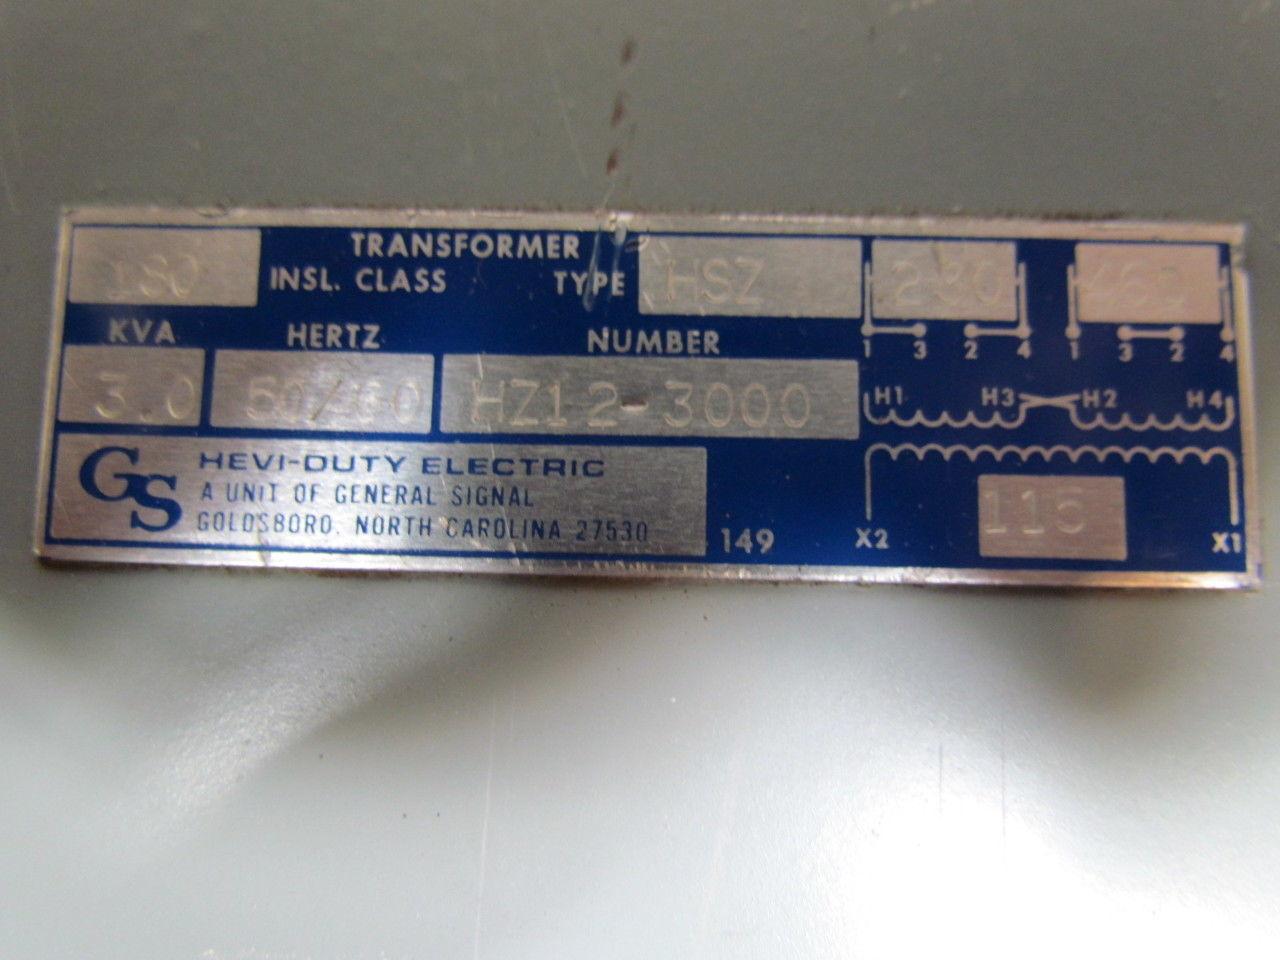 180 TRANSFORMER
INSL. CLASS TYPE HSZ
230 460
1 3 2 4 1 3 2 4
KVA HERTZ NUMBER
3.0 50/60 HZ12-3000
H1 H3 H2 H4
GS HEVI-DUTY ELECTRIC
A UNIT OF GENERAL SIGNAL
GOLDSBORO, NORTH CAROLINA 27530
149 X2 115 X1